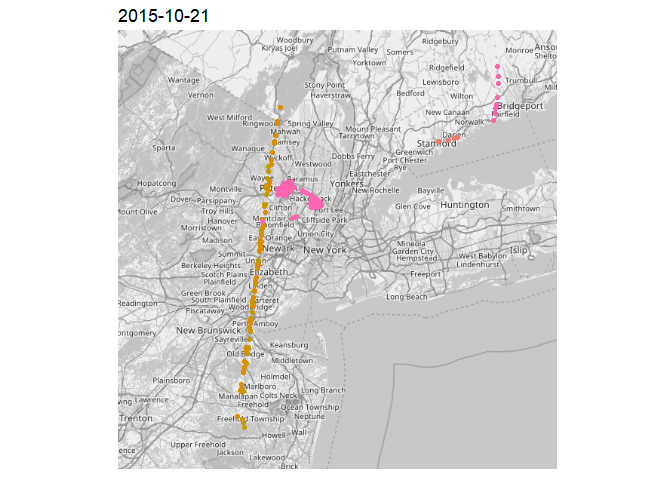 2015-10-21
Woodbury
Kiryas Joel
Putnam Valley
Yorktown
Somers
Ridgebury
Monroe
Ridgefield
Wantage
Vernon
Stony Point
Haverstraw
Bedford
Lewisboro
Wilton
Trumbull
West Milford
Ringwood
Spring Valley
Mahwah
Mount Pleasant
Tarrytown
New Canaan
Norwalk
Bridgeport
Fairfield
Sparta
Wanaque
Ramsey
Wyckoff
Westwood
Dobbs Ferry
Eastchester
Greenwich
Darien
Stamford
Port Chester
Rye
Hopatcong
Montville
Wayne
Paramus
Yonkers
New Rochelle
Bayville
Dover
Parsippany-
Troy Hills
Clifton
Fort Lee
Glen Cove
Huntington
Smithtown
Mount Olive
Hanover
Morristown
Montclair
Bloomfield
Cliffside Park
Union City
Madison
East Orange
Newark
New York
Mineola
Garden City
Hempstead
Islip
Summit
Union
West Babylon
Lindenhurst
Berkeley Heights
Scotch Plains
Plainfield
Elizabeth
Linden
Freeport
Long Beach
Readington
Green Brook
South Plainfield
Piscataway
Carteret
Perth Amboy
New Brunswick
Sayreville
Keansburg
Old Bridge
Middletown
Plainsboro
Holmdel
Marlboro
Manalapan
Colts Neck
Long Branch
Lawrence
Freehold
Ocean Township
Trenton
Freehold Township
Neptune
Upper Freehold
Howell
Wall
Jackson
Lakewood
Brick